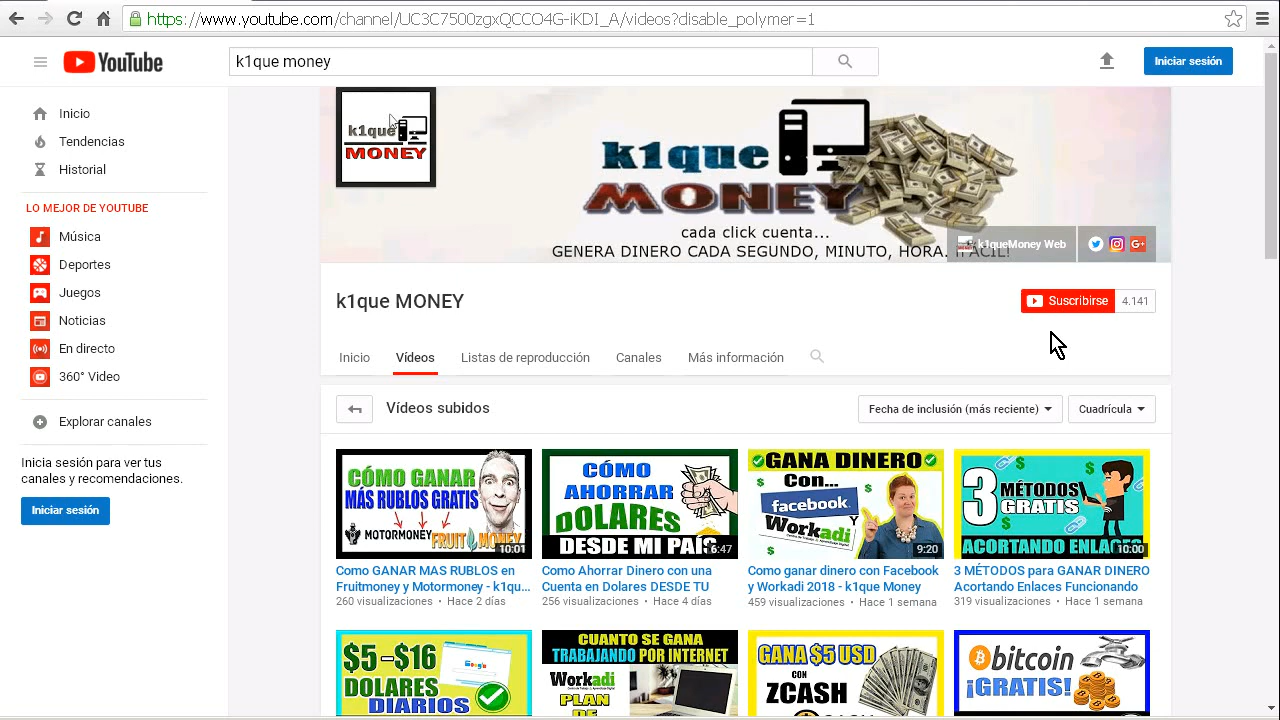 https://www.youtube.com/channel/UC3C7500zgxQCCO4G-iKDI_A/videos?disable_polymer=1
YouTube
k1que money
Iniciar sesión
Inicio
Tendencias
Historial
LO MEJOR DE YOUTUBE
Música
Deportes
Juegos
Noticias
En directo
360° Video
Explorar canales
Inicia sesión para ver tus
canales y recomendaciones.
Iniciar sesión
k1que
MONEY
k1que
MONEY
cada click cuenta...
GENERA DINERO CADA SEGUNDO, MINUTO, HORA. ¡FACIL!
k1queMoney Web
k1que MONEY
Suscribirse 4.141
Inicio Vídeos Listas de reproducción Canales Más información
Vídeos subidos
Fecha de inclusión (más reciente) Cuadrícula
CÓMO GANAR
MÁS RUBLOS GRATIS
MOTORMONEY FRUIT MONEY
10:01
Como GANAR MAS RUBLOS en
Fruitmoney y Motormoney - k1qu...
260 visualizaciones • Hace 2 días
CÓMO
AHORRAR
DOLARES
DESDE MI PAÍS
6:47
Como Ahorrar Dinero con una
Cuenta en Dolares DESDE TU
256 visualizaciones • Hace 4 días
GANA DINERO
Con...
facebook.
Y
Workadi
9:20
Como ganar dinero con Facebook
y Workadi 2018 - k1que Money
459 visualizaciones • Hace 1 semana
3 MÉTODOS
GRATIS
ACORTANDO ENLACES
10:00
3 MÉTODOS para GANAR DINERO
Acortando Enlaces Funcionando
319 visualizaciones • Hace 1 semana
$5-$16
DOLARES
DIARIOS
CUANTO SE GANA
TRABAJANDO POR INTERNET
Workadi
PLAN
DE
GANA $5 USD
CON
ZCASH
bitcoin
¡GRATIS!